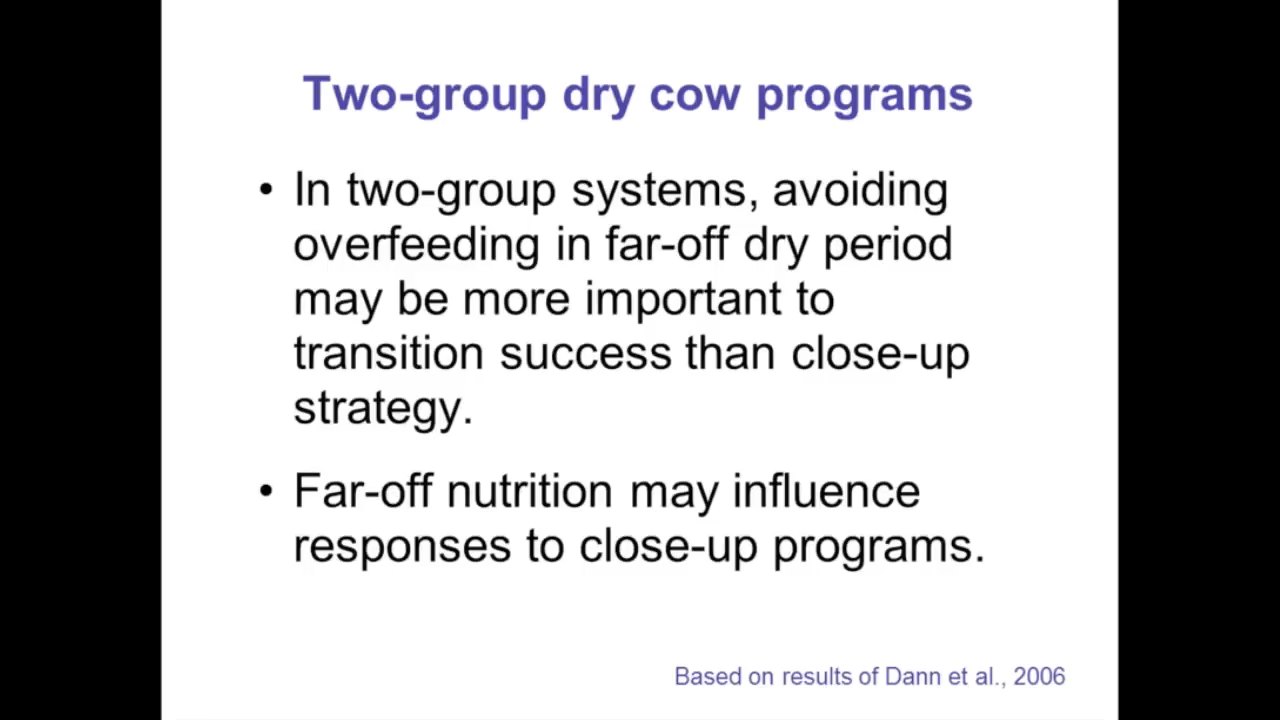 Two-group dry cow programs
• In two-group systems, avoiding
overfeeding in far-off dry period
may be more important to
transition success than close-up
strategy.
• Far-off nutrition may influence
responses to close-up programs.
Based on results of Dann et al., 2006